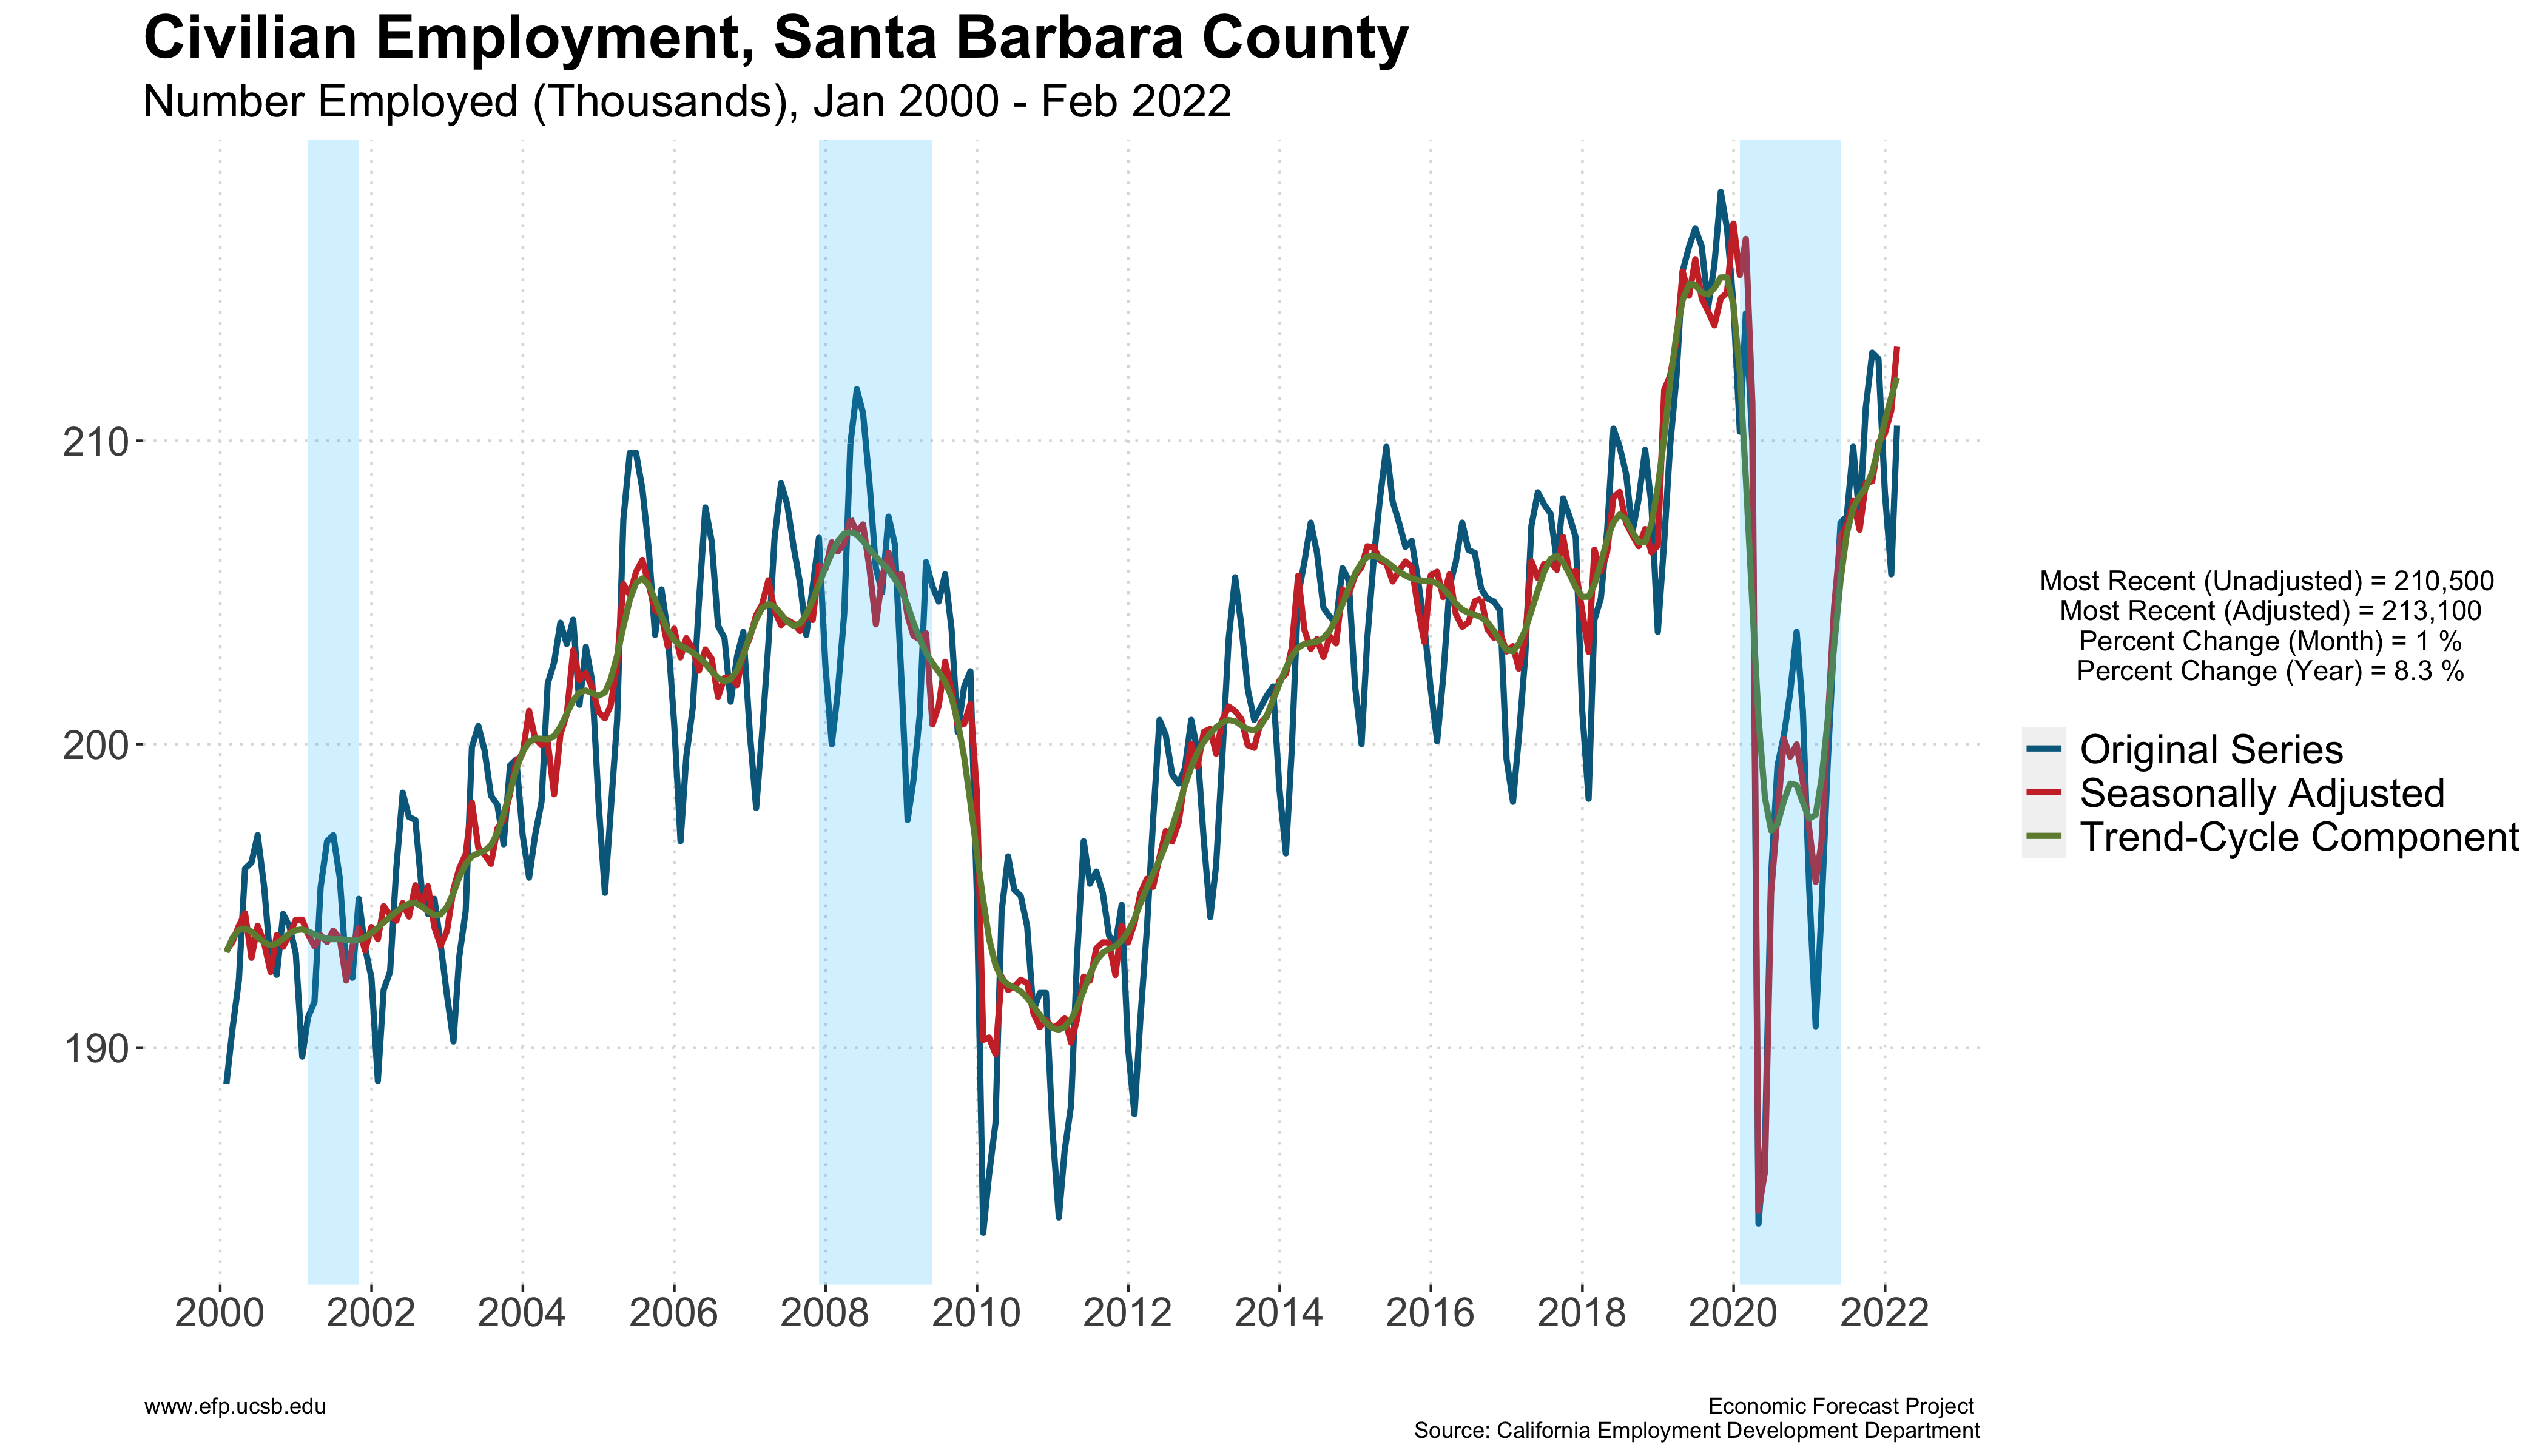 Civilian Employment, Santa Barbara County
Number Employed (Thousands), Jan 2000 - Feb 2022
210
200
190
2000 2002 2004 2006 2008 2010 2012 2014 2016 2018 2020 2022
Most Recent (Unadjusted) = 210,500
Most Recent (Adjusted) = 213,100
Percent Change (Month) = 1 %
Percent Change (Year) = 8.3 %
Original Series
Seasonally Adjusted
Trend-Cycle Component
www.efp.ucsb.edu
Economic Forecast Project
Source: California Employment Development Department